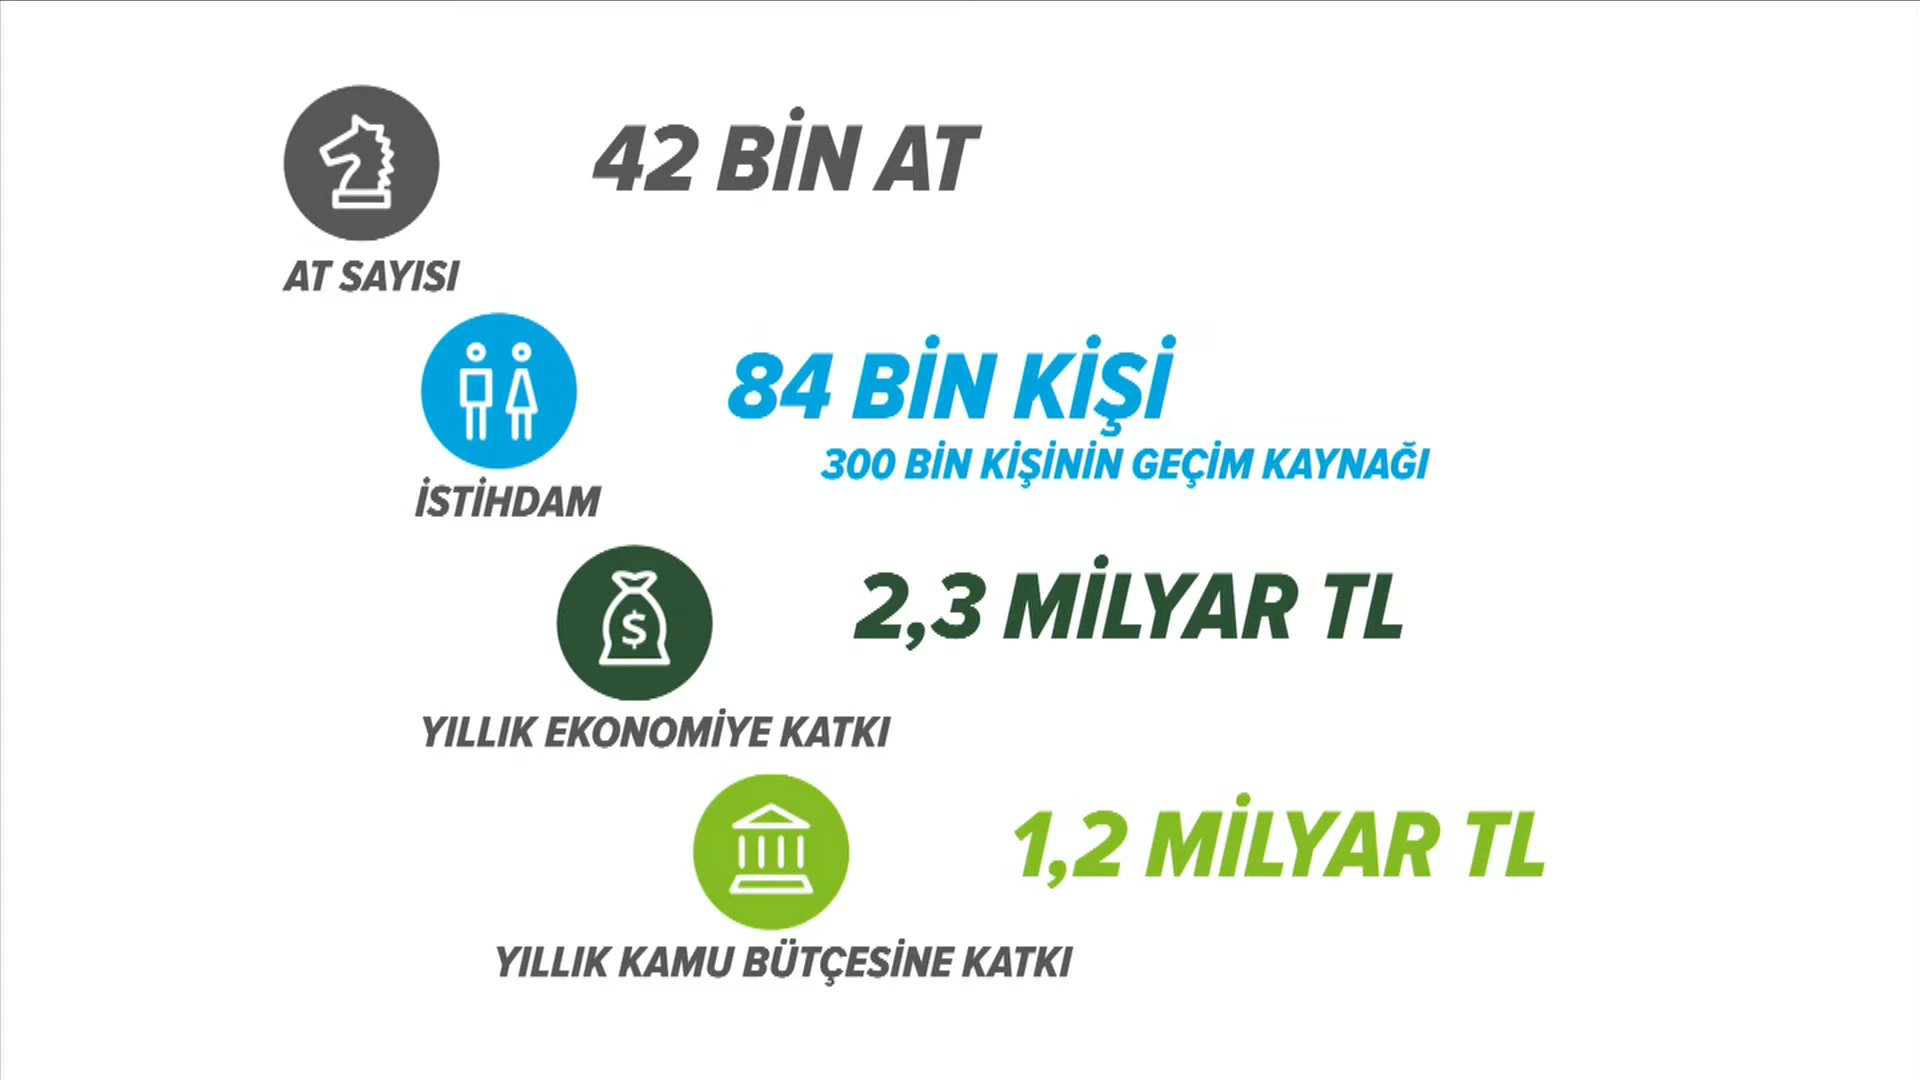 42 BİN AT
AT SAYISI
84 BİN KİŞİ
300 BİN KİŞİNİN GEÇİM KAYNAĞI
İSTİHDAM
2,3 MİLYAR TL
$
YILLIK EKONOMİYE KATKI
1,2 MİLYAR TL
YILLIK KAMU BÜTÇESİNE KATKI